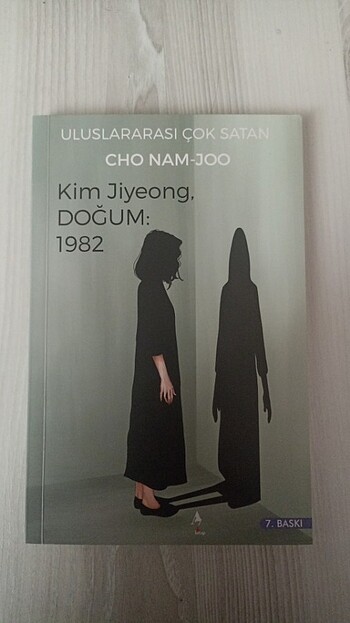 ULUSLARARASI ÇOK SATAN
CHO NAM-JOO
Kim Jiyeong,
DOĞUM:
1982
7. BASKI